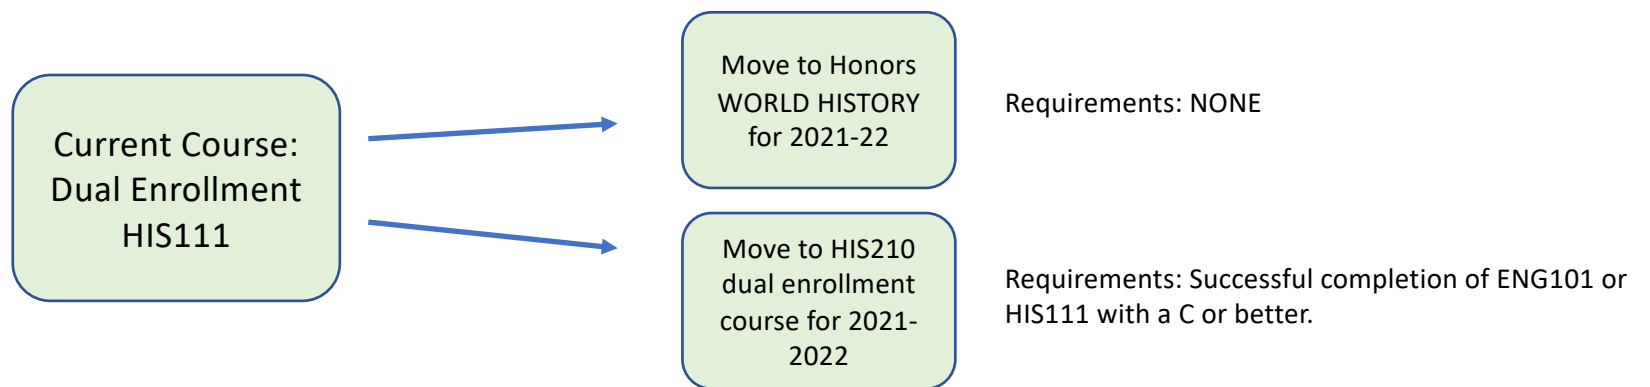 Current Course:
Dual Enrollment
HIS111
Move to Honors
WORLD HISTORY
for 2021-22
Requirements: NONE
Move to HIS210
dual enrollment
course for 2021-
2022
Requirements: Successful completion of ENG101 or
HIS111 with a C or better.